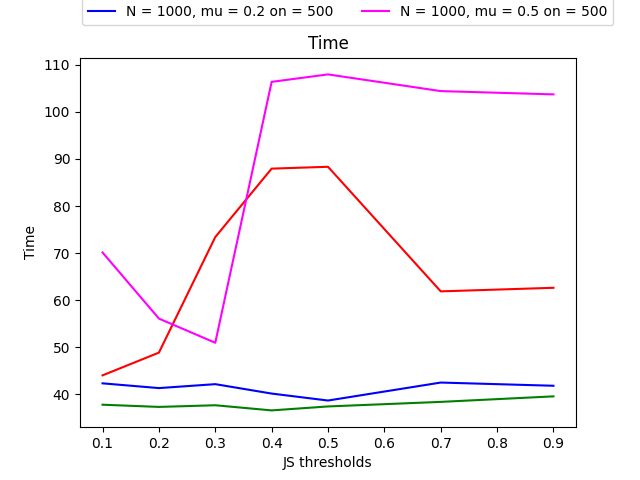 N = 1000, mu = 0.2 on = 500 N = 1000, mu = 0.5 on = 500
Time
110
100
90
80
70
60
50
40
Time
0.1 0.2 0.3 0.4 0.5 0.6 0.7 0.8 0.9
JS thresholds